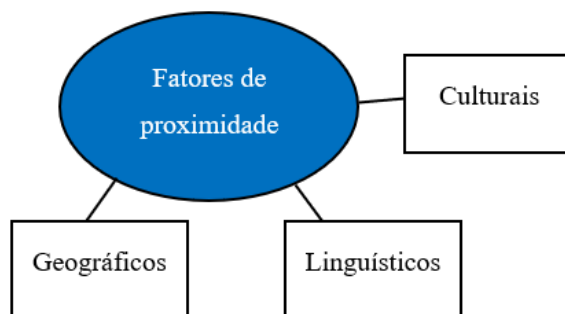 Fatores de
proximidade
Culturais
Geográficos
Linguísticos